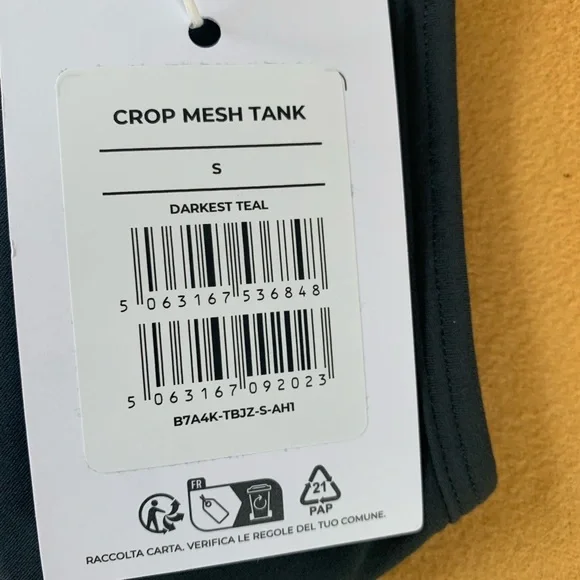 CROP MESH TANK
S
DARKEST TEAL
5 063167 536848
5 063167 092023
B7A4K-TBJZ-S-AH1
FR
21
PAP
RACCOLTA CARTA. VERIFICA LE REGOLE DEL TUO COMUNE.